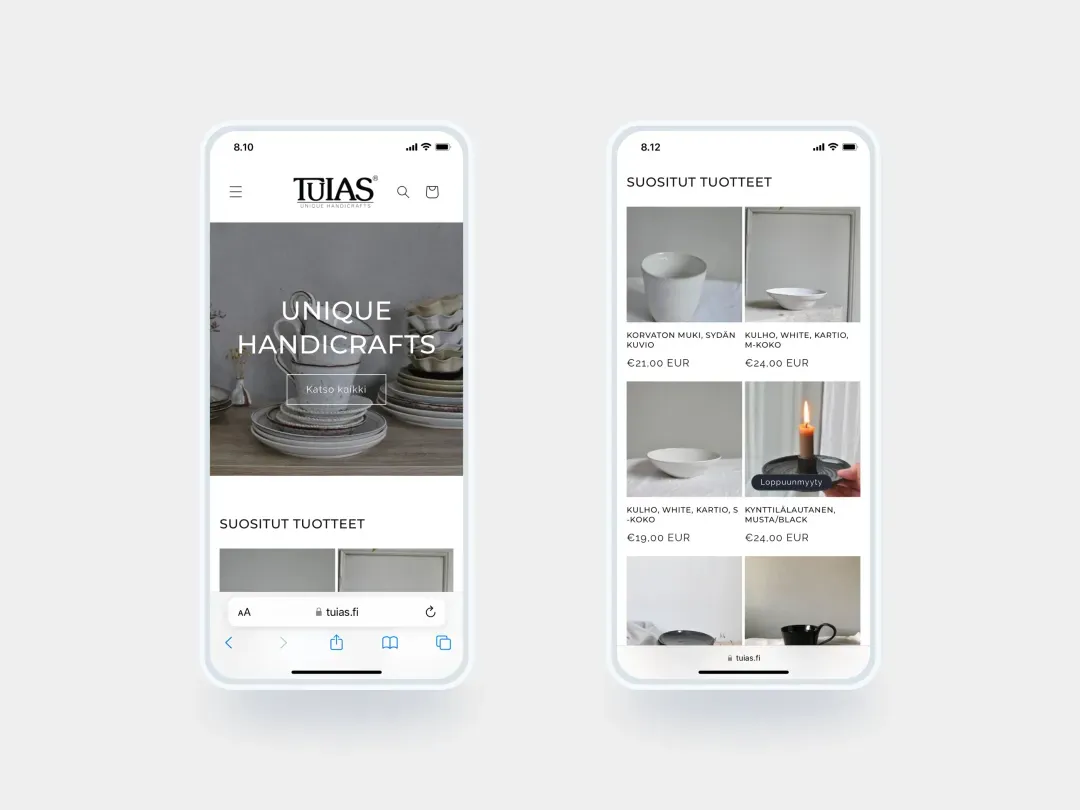 8.10
TUIAS®
UNIQUE HANDICRAFTS
UNIQUE
HANDICRAFTS
Katso kaikki
SUOSITUT TUOTTEET
AA
tuias.fi
8.12
SUOSITUT TUOTTEET
KORVATON MUKI, SYDÄN
KUVIO
€21,00 EUR
KULHO, WHITE, KARTIO,
M-KOKO
€24,00 EUR
Loppuunmyyty
KULHO, WHITE, KARTIO, S
-KOKO
€19,00 EUR
KYNTTILÄLAUTANEN,
MUSTA/BLACK
€24,00 EUR
tuias.fi